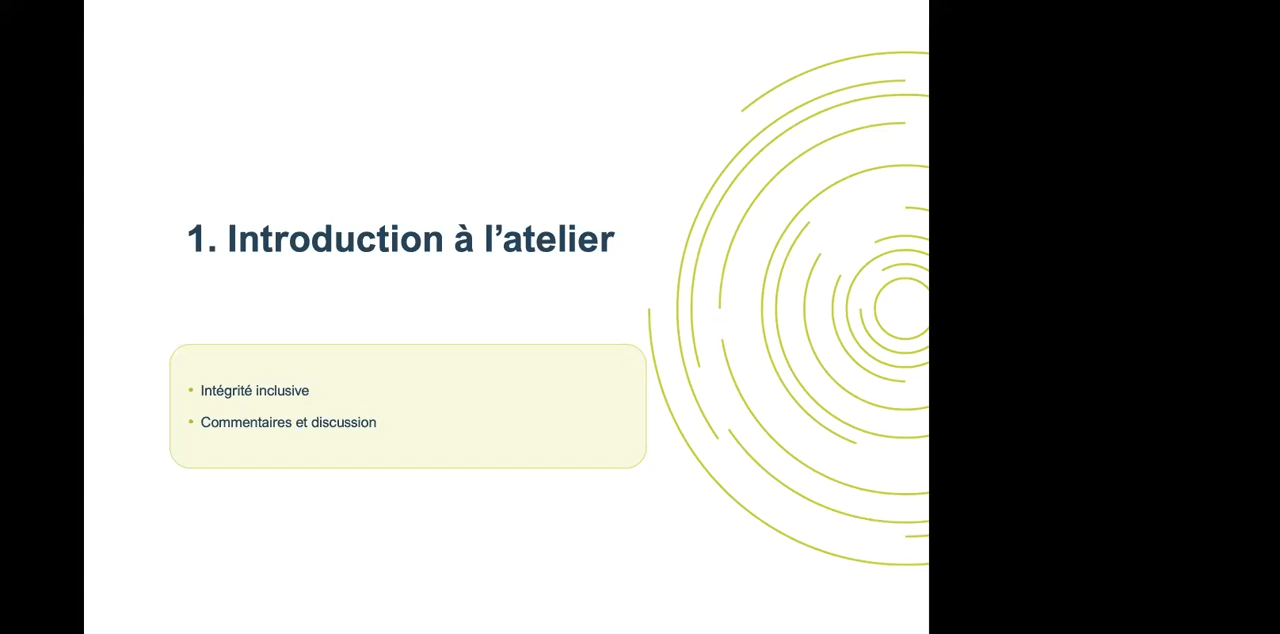 1. Introduction à l’atelier
• Intégrité inclusive
• Commentaires et discussion